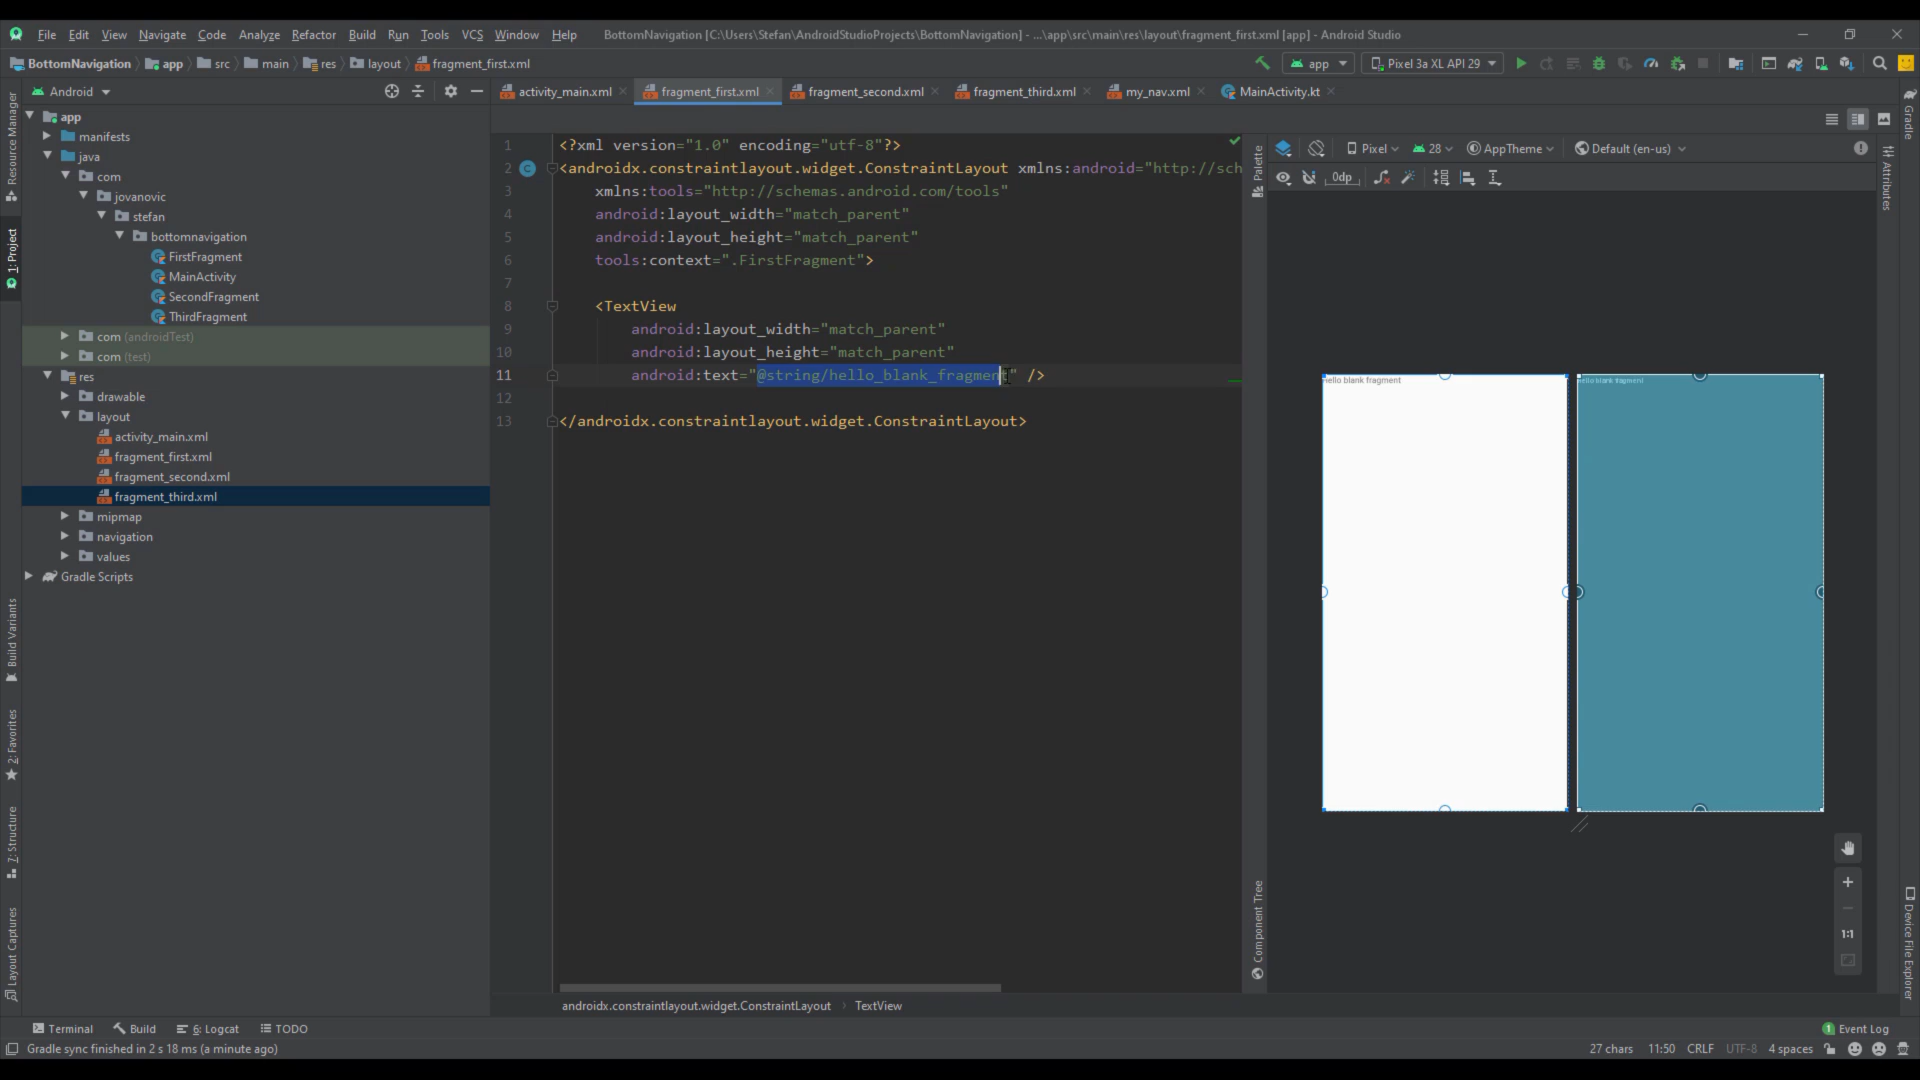 File Edit View Navigate Code Analyze Refactor Build Run Tools VCS Window Help BottomNavigation [C:\Users\Stefan\AndroidStudioProjects\BottomNavigation] - ...\app\src\main\res\layout\fragment_first.xml [app] - Android Studio
BottomNavigation app src main res layout fragment_first.xml app Pixel 3a XL API 29
Android activity_main.xml fragment_first.xml fragment_second.xml fragment_third.xml my_nav.xml MainActivity.kt
Resource Manager
1: Project
Build Variants
2: Favorites
7: Structure
Layout Captures
app
manifests
java
com
jovanovic
stefan
bottomnavigation
FirstFragment
MainActivity
SecondFragment
ThirdFragment
com (androidTest)
com (test)
res
drawable
layout
activity_main.xml
fragment_first.xml
fragment_second.xml
fragment_third.xml
mipmap
navigation
values
Gradle Scripts
1 <?xml version="1.0" encoding="utf-8"?>
2 <androidx.constraintlayout.widget.ConstraintLayout xmlns:android="http://sch
3 xmlns:tools="http://schemas.android.com/tools"
4 android:layout_width="match_parent"
5 android:layout_height="match_parent"
6 tools:context=".FirstFragment">
7
8 <TextView
9 android:layout_width="match_parent"
10 android:layout_height="match_parent"
11 android:text="@string/hello_blank_fragment" />
12
13 </androidx.constraintlayout.widget.ConstraintLayout>
androidx.constraintlayout.widget.ConstraintLayout TextView
Palette
Component Tree
Pixel 28 AppTheme Default (en-us)
0dp
Hello blank fragment
Hello blank fragment
1:1
Attributes
Gradle
Device File Explorer
Terminal Build 6: Logcat TODO 1 Event Log
Gradle sync finished in 2 s 18 ms (a minute ago) 27 chars 11:50 CRLF UTF-8 4 spaces